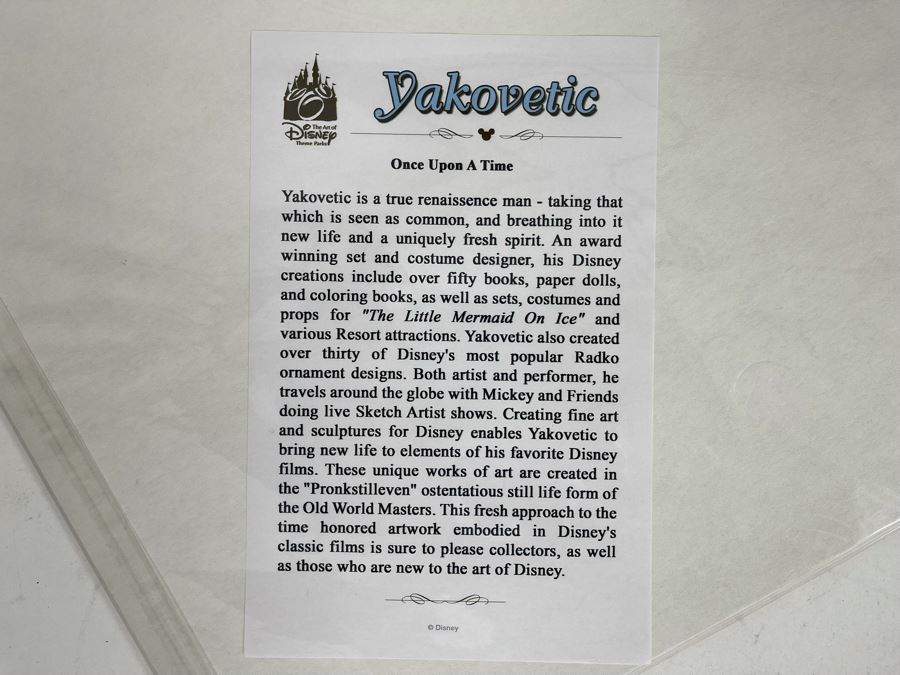 The Art of
Disney
Theme Parks
Yakovetic
Once Upon A Time
Yakovetic is a true renaissence man - taking that
which is seen as common, and breathing into it
new life and a uniquely fresh spirit. An award
winning set and costume designer, his Disney
creations include over fifty books, paper dolls,
and coloring books, as well as sets, costumes and
props for "The Little Mermaid On Ice" and
various Resort attractions. Yakovetic also created
over thirty of Disney's most popular Radko
ornament designs. Both artist and performer, he
travels around the globe with Mickey and Friends
doing live Sketch Artist shows. Creating fine art
and sculptures for Disney enables Yakovetic to
bring new life to elements of his favorite Disney
films. These unique works of art are created in
the "Pronkstilleven" ostentatious still life form of
the Old World Masters. This fresh approach to the
time honored artwork embodied in Disney's
classic films is sure to please collectors, as well
as those who are new to the art of Disney.
© Disney